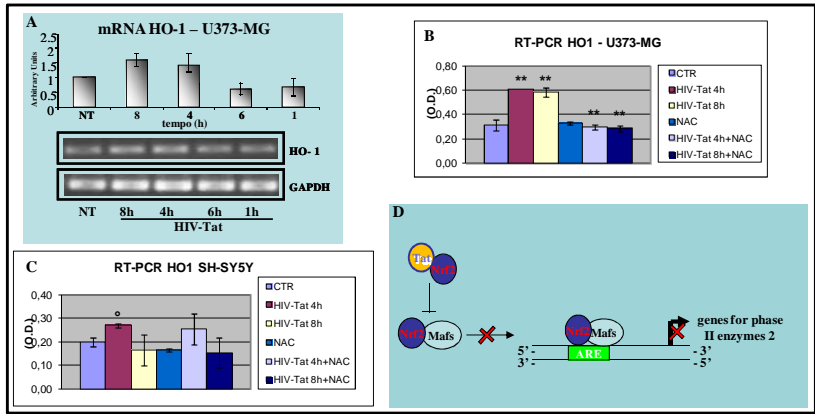 A
mRNA HO-1 – U373-MG
Arbitrary Units
2.5
2
1.5
1
0.5
0
NT 8 4 6 1
tempo (h)
HO- 1
GAPDH
NT 8h 4h 6h 1h
HIV-Tat
B
RT-PCR HO1 - U373-MG
(O.D.)
0,80
0,60
0,40
0,20
0,00
** **
** **
CTR
HIV-Tat 4h
HIV-Tat 8h
NAC
HIV-Tat 4h+NAC
HIV-Tat 8h+NAC
C
RT-PCR HO1 SH-SY5Y
(O.D.)
0,40
0,30
0,20
0,10
0,00
°
CTR
HIV-Tat 4h
HIV-Tat 8h
NAC
HIV-Tat 4h+NAC
HIV-Tat 8h+NAC
D
Tat
Nrf2
Nrf2 Mafs
Nrf2 Mafs
genes for phase
II enzymes 2
5’ - - 3’
ARE
3’ - - 5’